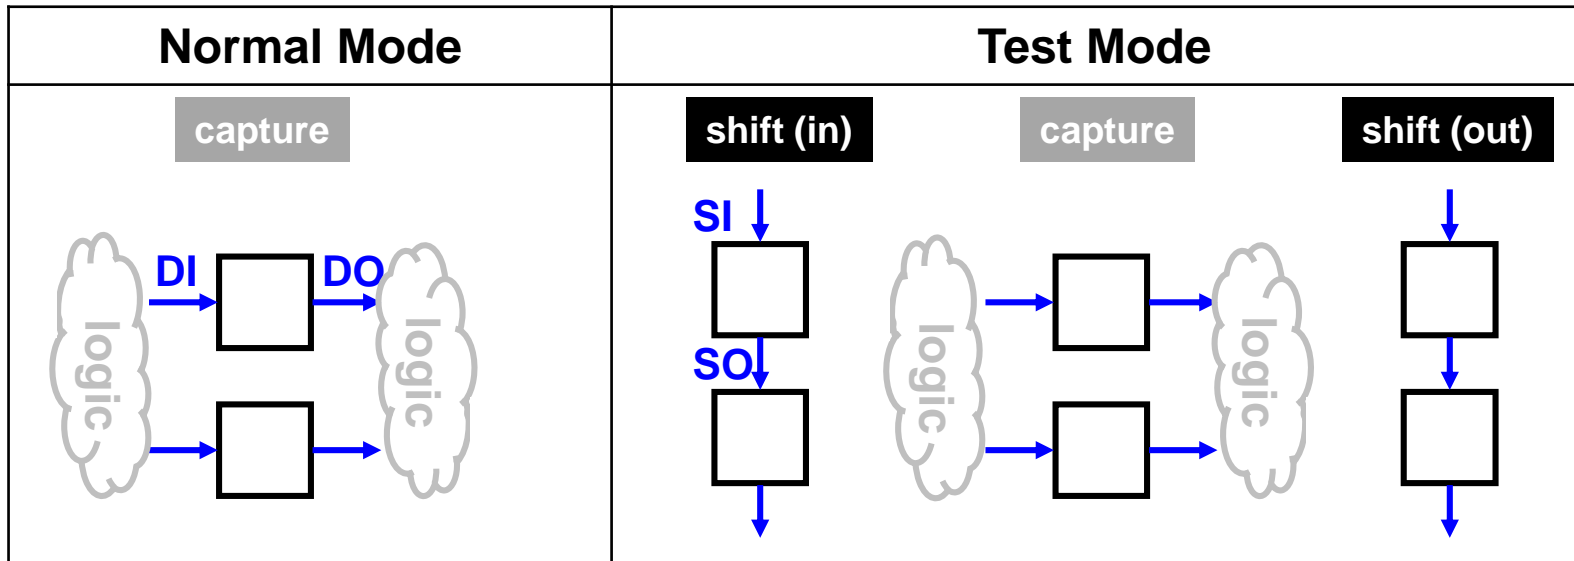 Normal Mode
Test Mode
capture
shift (in)
capture
shift (out)
SI
DI
DO
SO
logic
logic
logic
logic